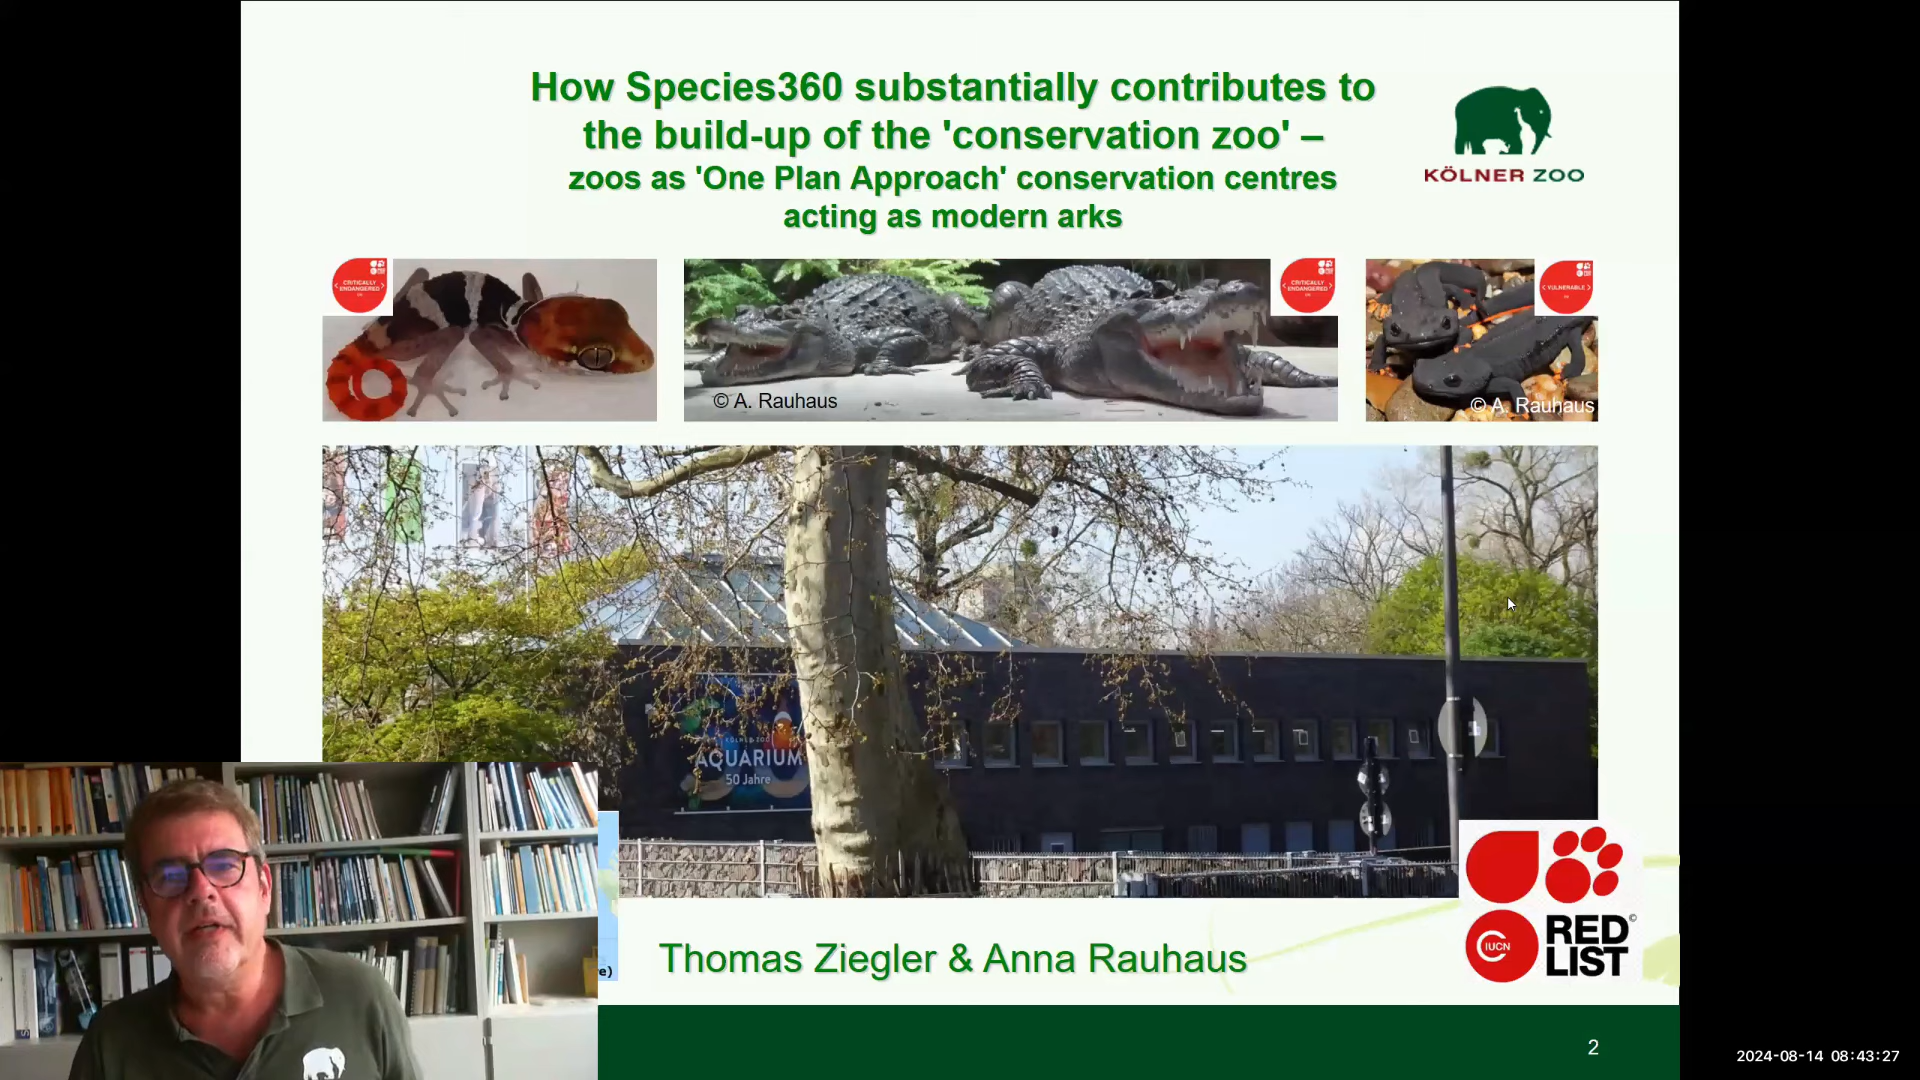 How Species360 substantially contributes to
the build-up of the 'conservation zoo' –
zoos as 'One Plan Approach' conservation centres
acting as modern arks
KÖLNER ZOO
CRITICALLY
ENDANGERED
CRITICALLY
ENDANGERED
VULNERABLE
© A. Rauhaus
© A. Rauhaus
KÖLNER ZOO
AQUARIUM
50 Jahre
e)
Thomas Ziegler & Anna Rauhaus
IUCN
RED
LIST
©
2
2024-08-14 08:43:27